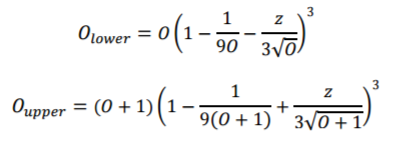 O_lower = O(1 − 1/9O − z/3√O)^3
O_upper = (O + 1)(1 − 1/9(O + 1) + z/3√O + 1)^3